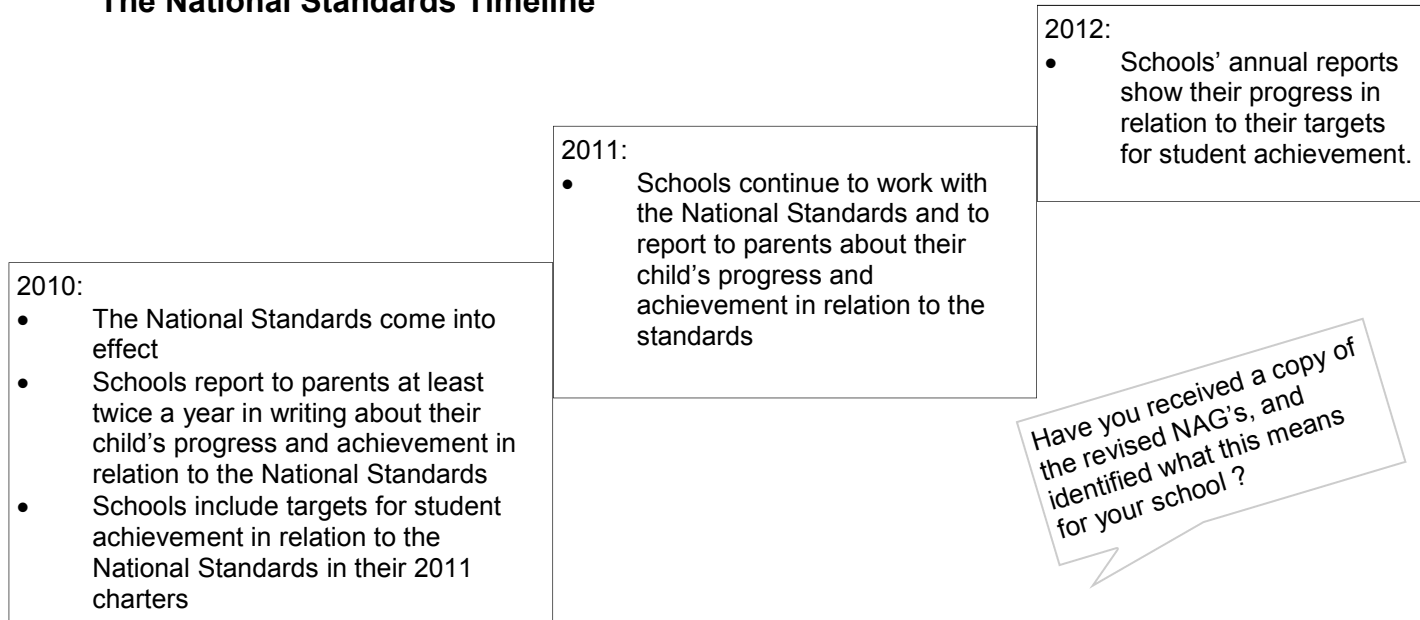 The National Standards Timeline
2012:
• Schools' annual reports
show their progress in
relation to their targets
for student achievement.
2011:
• Schools continue to work with
the National Standards and to
report to parents about their
child's progress and
achievement in relation to the
standards
2010:
• The National Standards come into
effect
• Schools report to parents at least
twice a year in writing about their
child's progress and achievement in
relation to the National Standards
• Schools include targets for student
achievement in relation to the
National Standards in their 2011
charters
Have you received a copy of
the revised NAG's, and
identified what this means
for your school ?